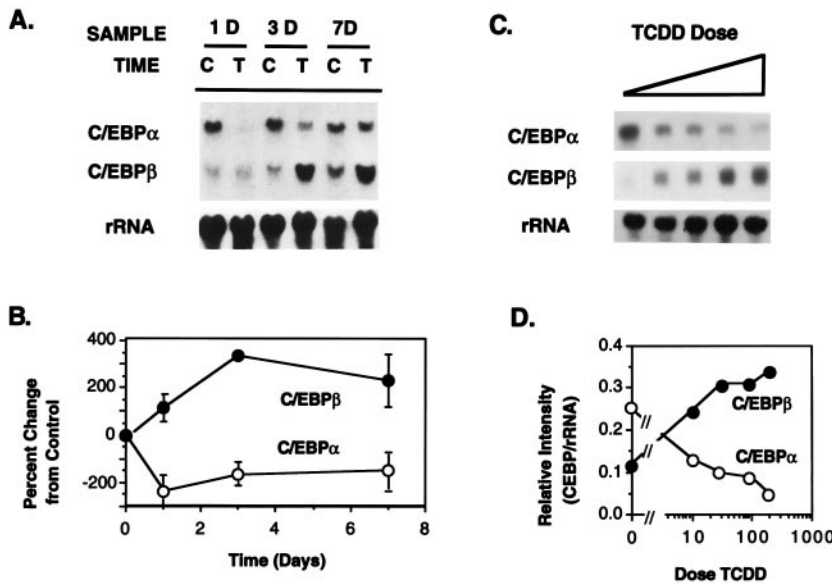 A.
SAMPLE 1 D 3 D 7D
TIME C T C T C T
C/EBPα
C/EBPβ
rRNA
C.
TCDD Dose
C/EBPα
C/EBPβ
rRNA
B.
400
200
0
-200
Percent Change
from Control
C/EBPβ
C/EBPα
0 2 4 6 8
Time (Days)
D.
0.4
0.3
0.2
0.1
0.0
Relative Intensity
(CEBP/rRNA)
C/EBPβ
C/EBPα
0 // 10 100 1000
Dose TCDD